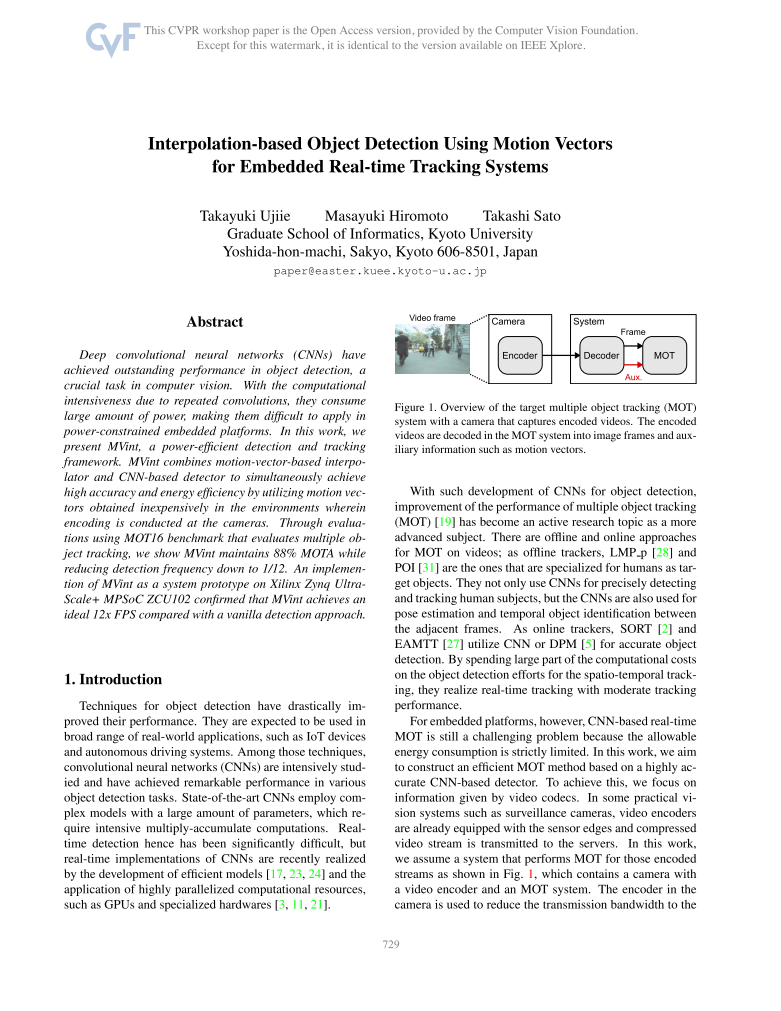 CVF
This CVPR workshop paper is the Open Access version, provided by the Computer Vision Foundation.
Except for this watermark, it is identical to the version available on IEEE Xplore.
Interpolation-based Object Detection Using Motion Vectors
for Embedded Real-time Tracking Systems
Takayuki Ujiie Masayuki Hiromoto Takashi Sato
Graduate School of Informatics, Kyoto University
Yoshida-hon-machi, Sakyo, Kyoto 606-8501, Japan
paper@easter.kuee.kyoto-u.ac.jp
Abstract
Deep convolutional neural networks (CNNs) have
achieved outstanding performance in object detection, a
crucial task in computer vision. With the computational
intensiveness due to repeated convolutions, they consume
large amount of power, making them difficult to apply in
power-constrained embedded platforms. In this work, we
present MVint, a power-efficient detection and tracking
framework. MVint combines motion-vector-based interpo-
lator and CNN-based detector to simultaneously achieve
high accuracy and energy efficiency by utilizing motion vec-
tors obtained inexpensively in the environments wherein
encoding is conducted at the cameras. Through evalua-
tions using MOT16 benchmark that evaluates multiple ob-
ject tracking, we show MVint maintains 88% MOTA while
reducing detection frequency down to 1/12. An implemen-
tion of MVint as a system prototype on Xilinx Zynq Ultra-
Scale+ MPSoC ZCU102 confirmed that MVint achieves an
ideal 12x FPS compared with a vanilla detection approach.
1. Introduction
Techniques for object detection have drastically im-
proved their performance. They are expected to be used in
broad range of real-world applications, such as IoT devices
and autonomous driving systems. Among those techniques,
convolutional neural networks (CNNs) are intensively stud-
ied and have achieved remarkable performance in various
object detection tasks. State-of-the-art CNNs employ com-
plex models with a large amount of parameters, which re-
quire intensive multiply-accumulate computations. Real-
time detection hence has been significantly difficult, but
real-time implementations of CNNs are recently realized
by the development of efficient models [17, 23, 24] and the
application of highly parallelized computational resources,
such as GPUs and specialized hardwares [3, 11, 21].
Video frame
Camera
System
Frame
Encoder
Decoder
MOT
Aux.
Figure 1. Overview of the target multiple object tracking (MOT)
system with a camera that captures encoded videos. The encoded
videos are decoded in the MOT system into image frames and aux-
iliary information such as motion vectors.
With such development of CNNs for object detection,
improvement of the performance of multiple object tracking
(MOT) [19] has become an active research topic as a more
advanced subject. There are offline and online approaches
for MOT on videos; as offline trackers, LMP_p [28] and
POI [31] are the ones that are specialized for humans as tar-
get objects. They not only use CNNs for precisely detecting
and tracking human subjects, but the CNNs are also used for
pose estimation and temporal object identification between
the adjacent frames. As online trackers, SORT [2] and
EAMTT [27] utilize CNN or DPM [5] for accurate object
detection. By spending large part of the computational costs
on the object detection efforts for the spatio-temporal track-
ing, they realize real-time tracking with moderate tracking
performance.
For embedded platforms, however, CNN-based real-time
MOT is still a challenging problem because the allowable
energy consumption is strictly limited. In this work, we aim
to construct an efficient MOT method based on a highly ac-
curate CNN-based detector. To achieve this, we focus on
information given by video codecs. In some practical vi-
sion systems such as surveillance cameras, video encoders
are already equipped with the sensor edges and compressed
video stream is transmitted to the servers. In this work,
we assume a system that performs MOT for those encoded
streams as shown in Fig. 1, which contains a camera with
a video encoder and an MOT system. The encoder in the
camera is used to reduce the transmission bandwidth to the
729